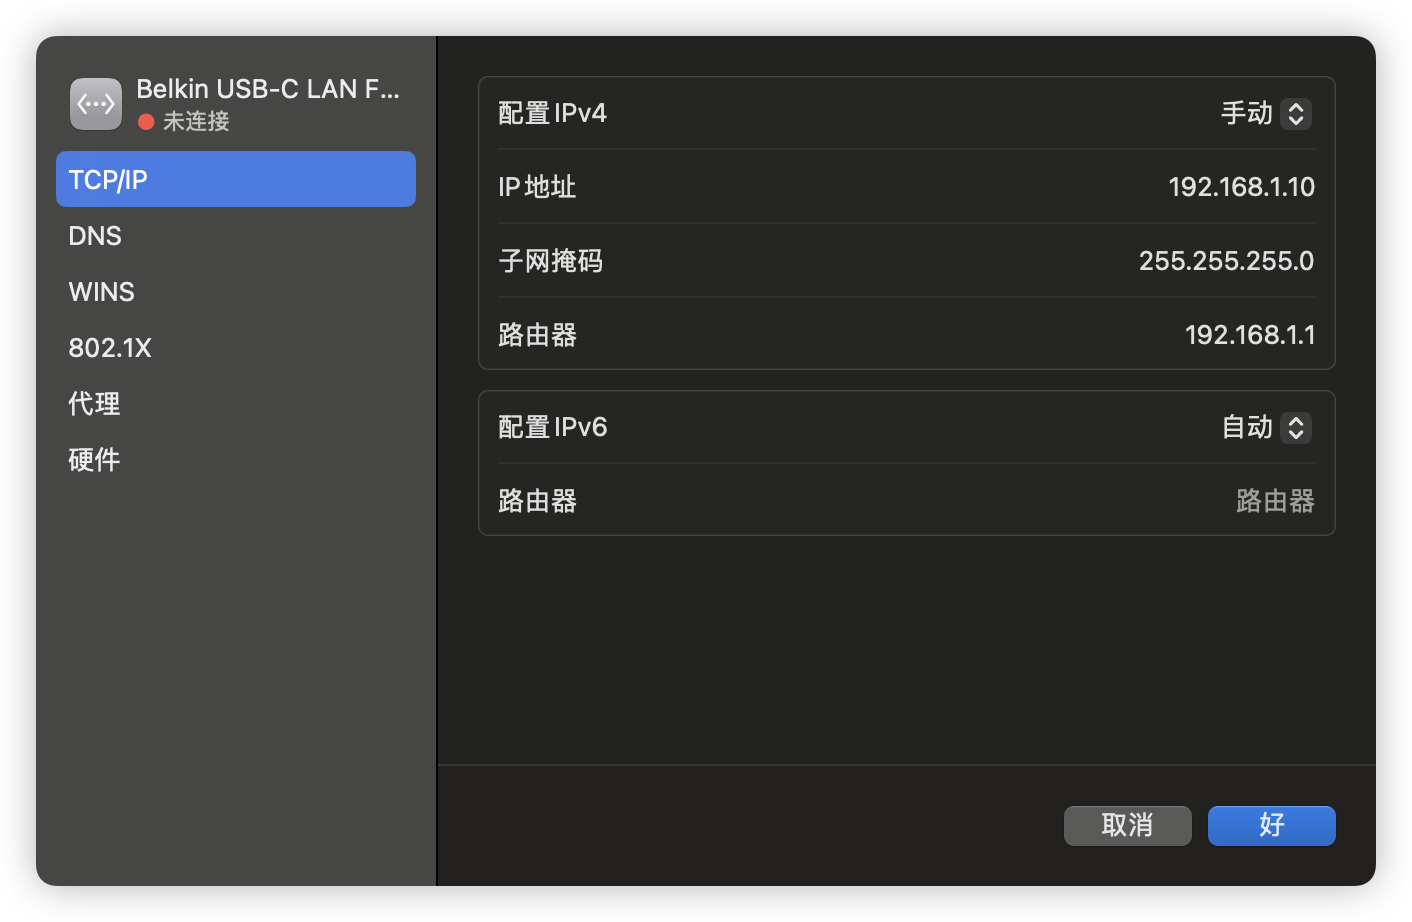 Belkin USB-C LAN F...
未连接
TCP/IP
DNS
WINS
802.1X
代理
硬件
配置 IPv4
手动
IP 地址
192.168.1.10
子网掩码
255.255.255.0
路由器
192.168.1.1
配置 IPv6
自动
路由器
路由器
取消
好